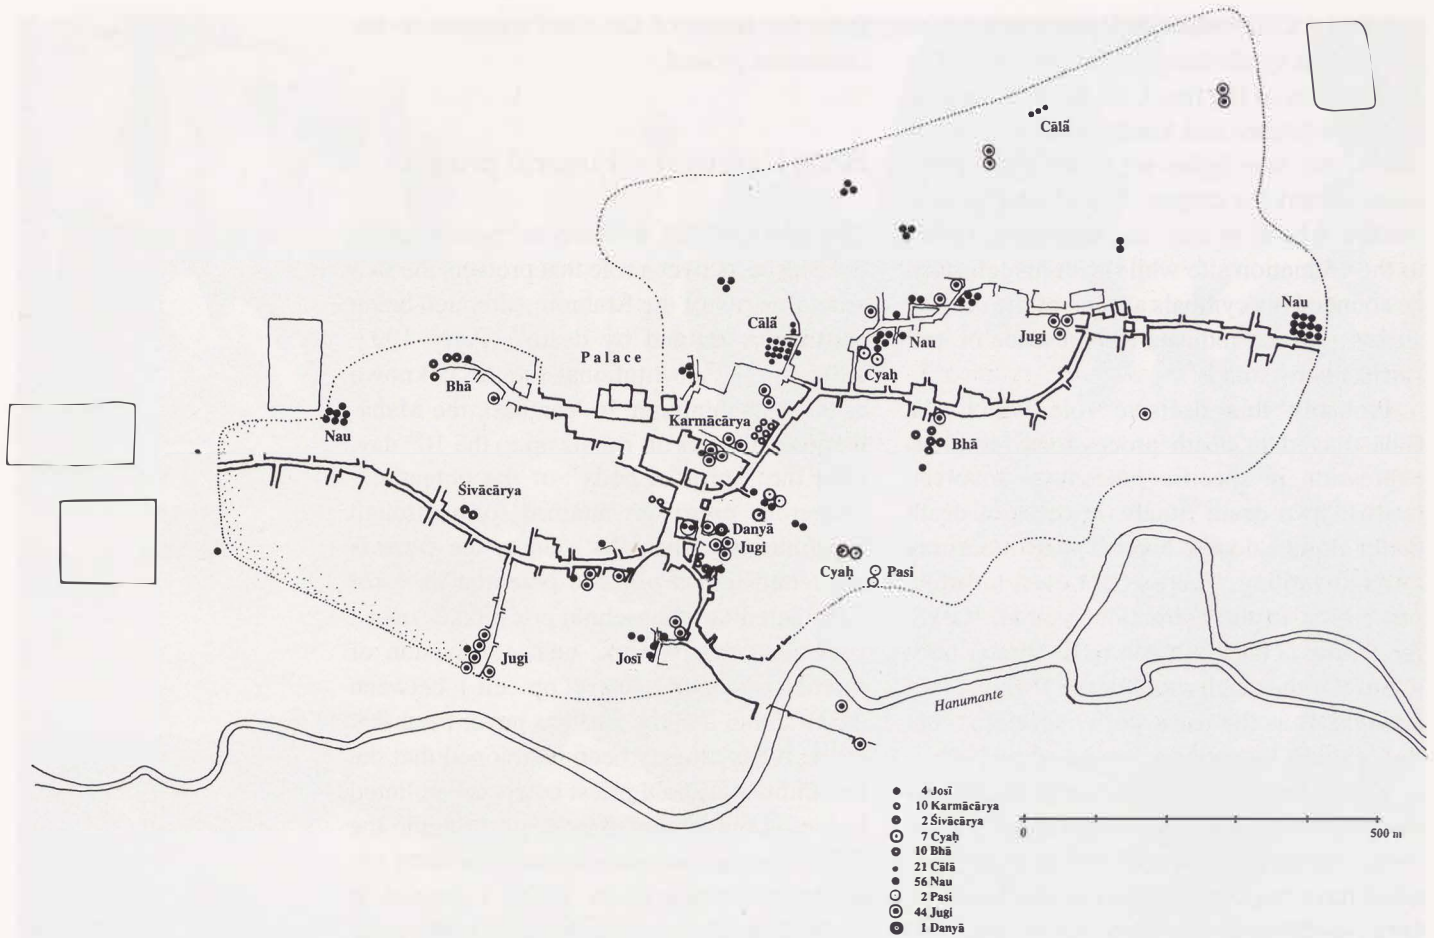 Cālā̃
Nau
Cālā̃
Palace
Nau
Jugi
Cyaḥ
Bhā
Karmācārya
Nau
Bhā
Śivācārya
Danyā
Jugi
Cyaḥ
Pasi
Jugi
Josī
Hanumante
4 Josī
10 Karmācārya
2 Śivācārya
7 Cyaḥ
10 Bhā
21 Cālā
56 Nau
2 Pasi
44 Jugi
1 Danyā
0 500 m